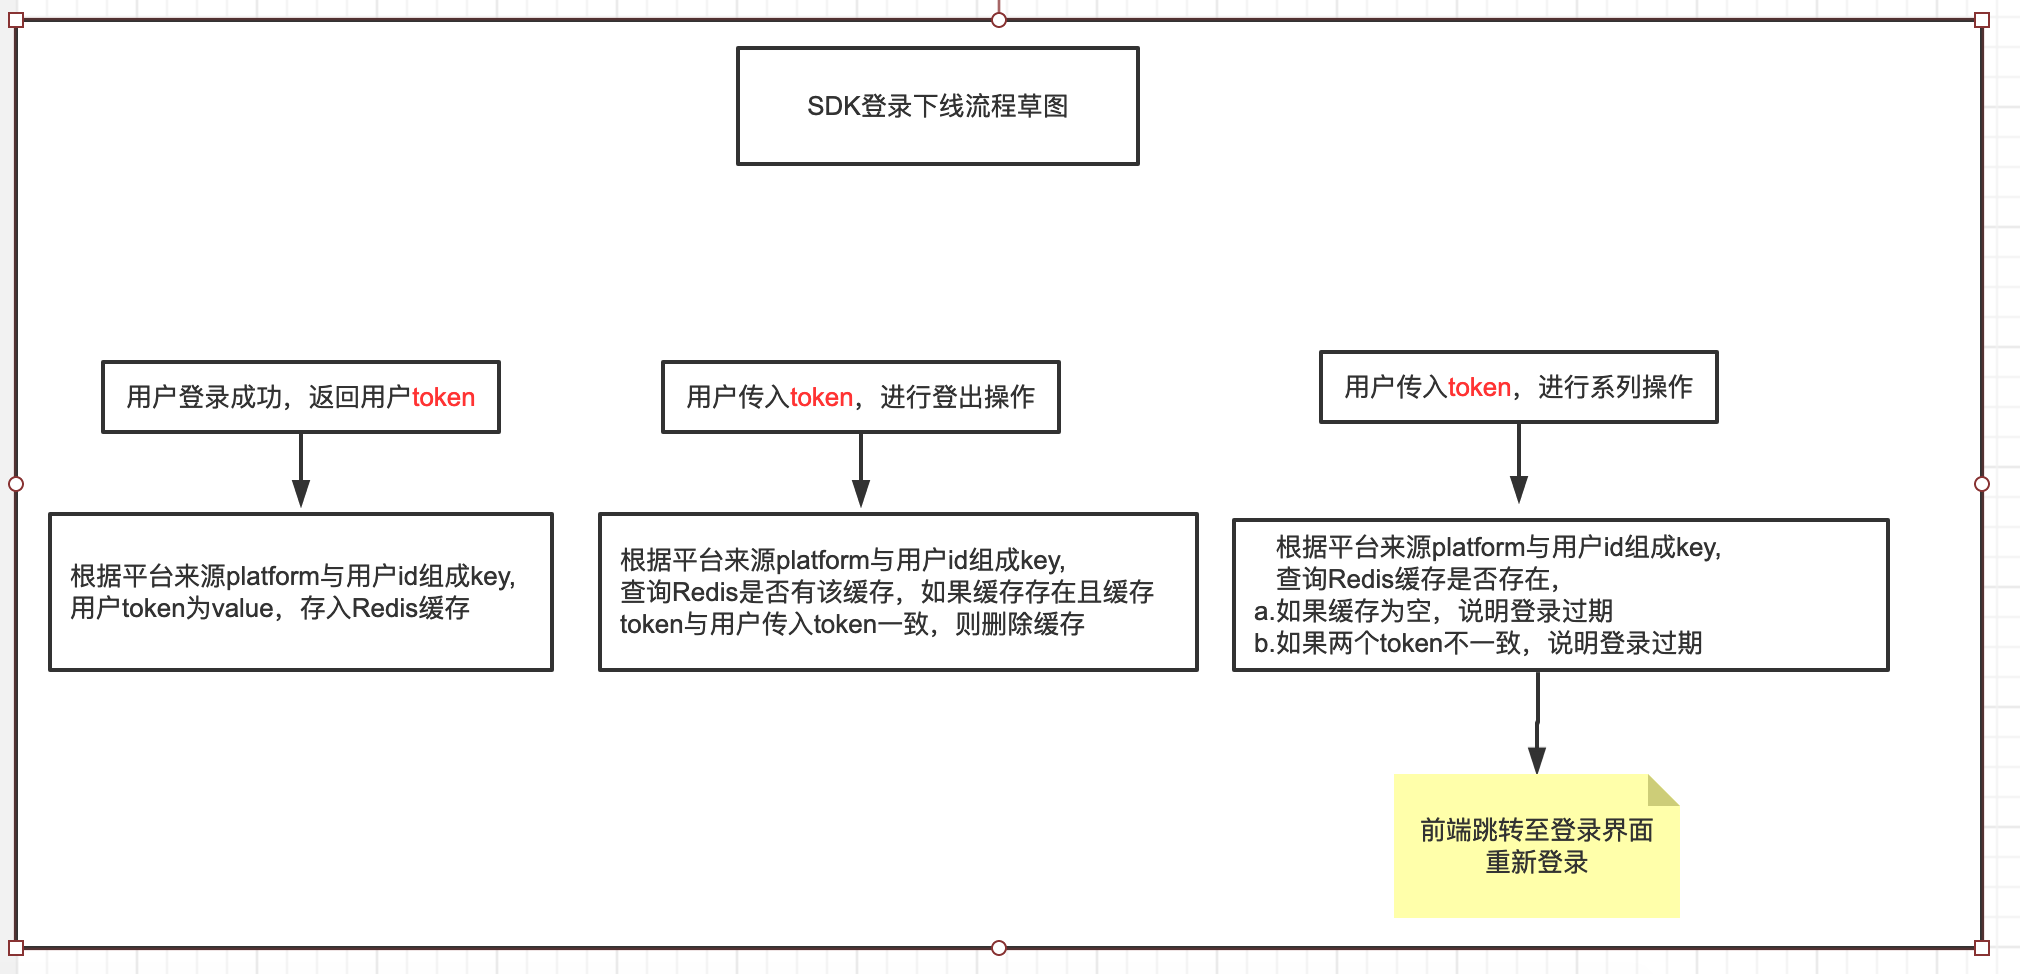 SDK登录下线流程草图
用户登录成功，返回用户token
根据平台来源platform与用户id组成key,
用户token为value，存入Redis缓存
用户传入token，进行登出操作
根据平台来源platform与用户id组成key,
查询Redis是否有该缓存，如果缓存存在且缓存
token与用户传入token一致，则删除缓存
用户传入token，进行系列操作
根据平台来源platform与用户id组成key,
查询Redis缓存是否存在，
a.如果缓存为空，说明登录过期
b.如果两个token不一致，说明登录过期
前端跳转至登录界面
重新登录